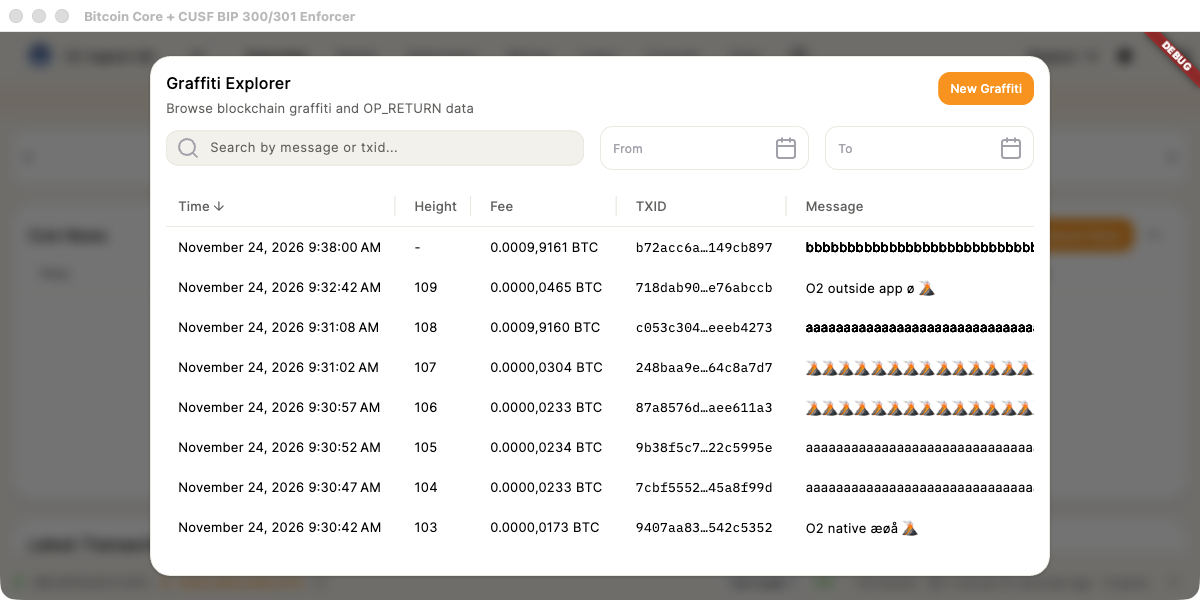 Bitcoin Core + CUSF BIP 300/301 Enforcer
DEBUG
Graffiti Explorer
New Graffiti
Browse blockchain graffiti and OP_RETURN data
Search by message or txid... From To
Time ↓ Height Fee TXID Message
November 24, 2026 9:38:00 AM - 0.0009,9161 BTC b72acc6a…149cb897 bbbbbbbbbbbbbbbbbbbbbbbbbbbb
November 24, 2026 9:32:42 AM 109 0.0000,0465 BTC 718dab90…e76abccb O2 outside app ø 🌋
November 24, 2026 9:31:08 AM 108 0.0009,9160 BTC c053c304…eeeb4273 aaaaaaaaaaaaaaaaaaaaaaaaaaaaa
November 24, 2026 9:31:02 AM 107 0.0000,0304 BTC 248baa9e…64c8a7d7 🌋🌋🌋🌋🌋🌋🌋🌋🌋🌋🌋🌋🌋🌋
November 24, 2026 9:30:57 AM 106 0.0000,0233 BTC 87a8576d…aee611a3 🌋🌋🌋🌋🌋🌋🌋🌋🌋🌋🌋🌋🌋🌋
November 24, 2026 9:30:52 AM 105 0.0000,0234 BTC 9b38f5c7…22c5995e aaaaaaaaaaaaaaaaaaaaaaaaaaaaa
November 24, 2026 9:30:47 AM 104 0.0000,0233 BTC 7cbf5552…45a8f99d aaaaaaaaaaaaaaaaaaaaaaaaaaaaa
November 24, 2026 9:30:42 AM 103 0.0000,0173 BTC 9407aa83…542c5352 O2 native æøå 🌋